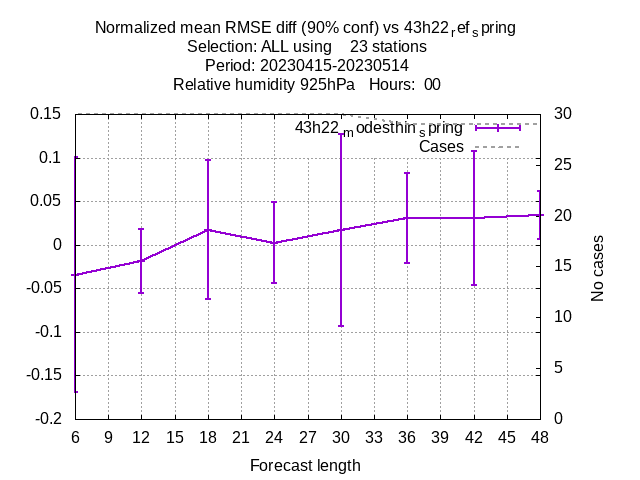 Normalized mean RMSE diff (90% conf) vs 43h22refspring
Selection: ALL using 23 stations
Period: 20230415-20230514
Relative humidity 925hPa Hours: 00
0.15
0.1
0.05
0
-0.05
-0.1
-0.15
-0.2
43h22modesthinspring
Cases
30
25
20
15
10
5
0
No cases
6 9 12 15 18 21 24 27 30 33 36 39 42 45 48
Forecast length